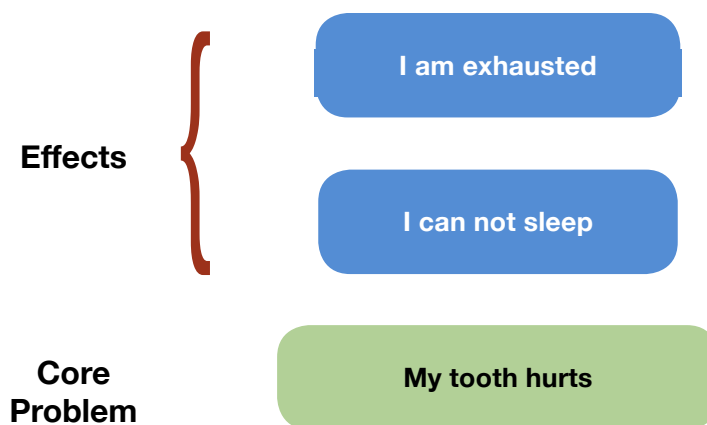 I am exhausted
Effects
I can not sleep
Core
Problem
My tooth hurts